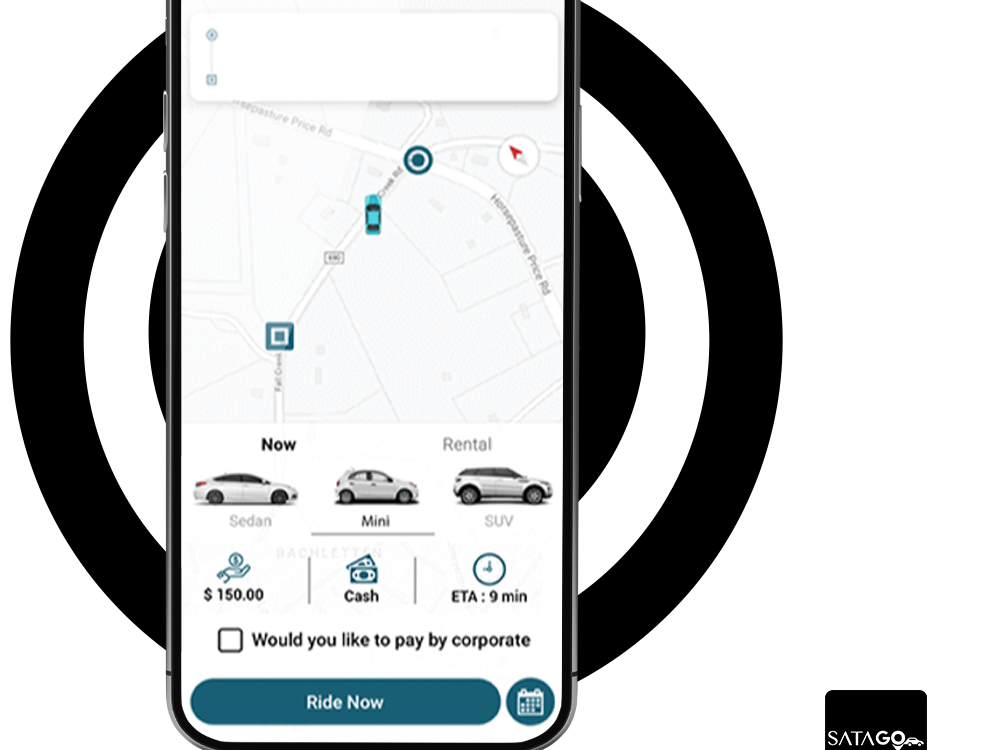 Horsepasture Price Rd
Creek Rd
Horsepasture Price Rd
690
Fall Creek
Now Rental
Sedan Mini SUV
BACHLETTEN
$ 150.00 Cash ETA : 9 min
Would you like to pay by corporate
Ride Now
SATAGO